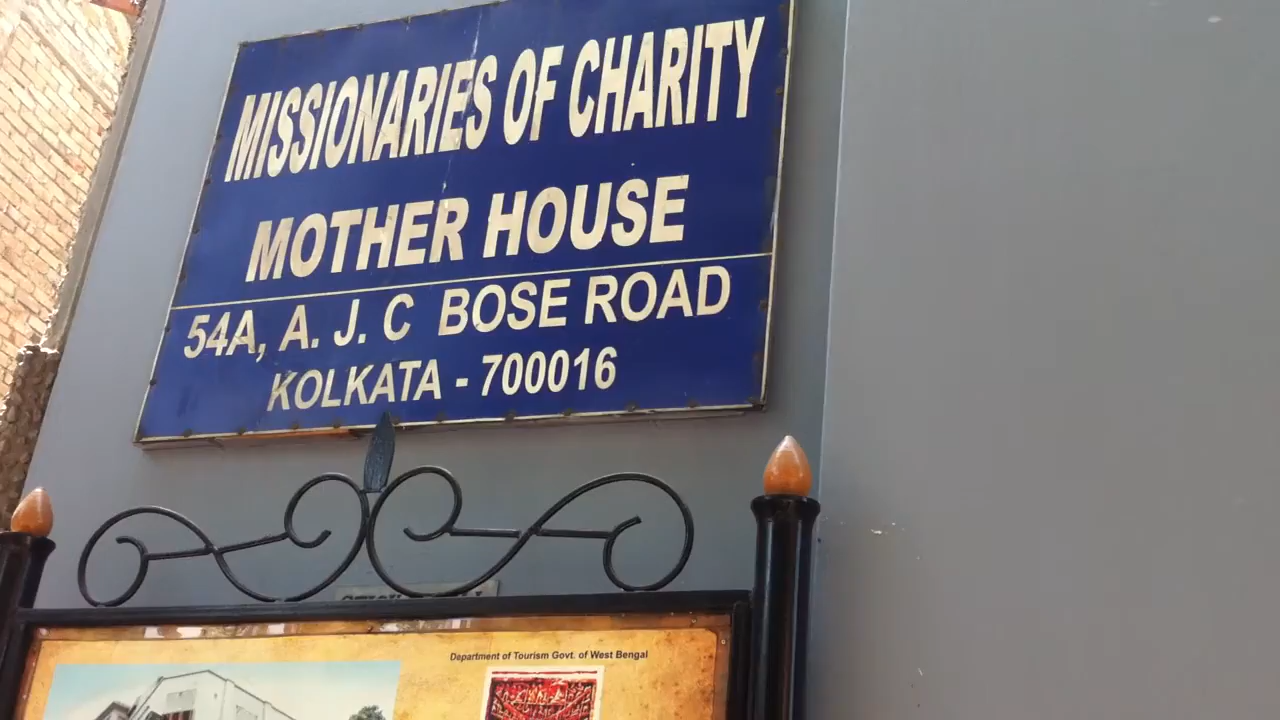 MISSIONARIES OF CHARITY
MOTHER HOUSE
54A, A. J. C BOSE ROAD
KOLKATA - 700016
Department of Tourism Govt. of West Bengal